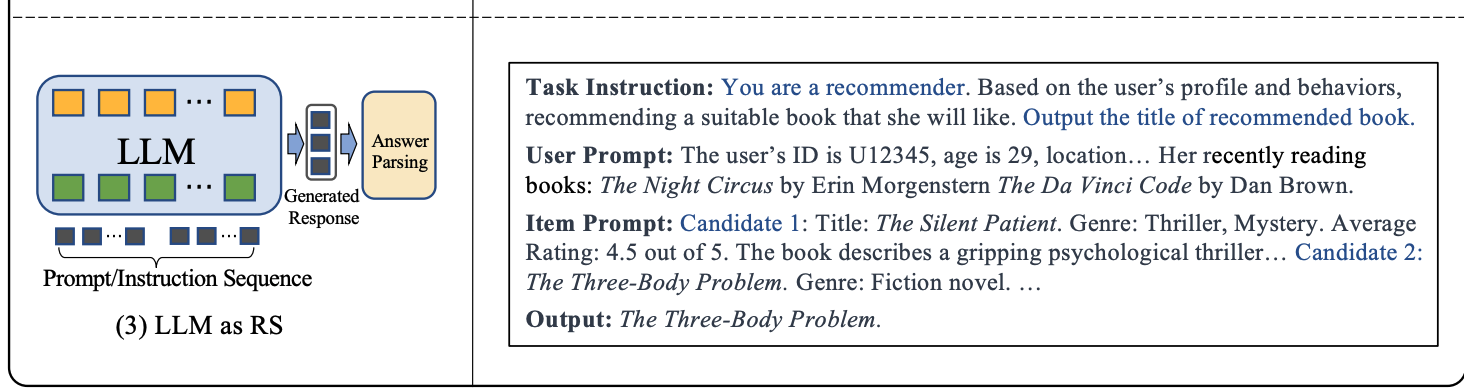 LLM
Answer
Parsing
Generated
Response
Prompt/Instruction Sequence
(3) LLM as RS
Task Instruction: You are a recommender. Based on the user's profile and behaviors,
recommending a suitable book that she will like. Output the title of recommended book.
User Prompt: The user's ID is U12345, age is 29, location… Her recently reading
books: The Night Circus by Erin Morgenstern The Da Vinci Code by Dan Brown.
Item Prompt: Candidate 1: Title: The Silent Patient. Genre: Thriller, Mystery. Average
Rating: 4.5 out of 5. The book describes a gripping psychological thriller… Candidate 2:
The Three-Body Problem. Genre: Fiction novel. …
Output: The Three-Body Problem.